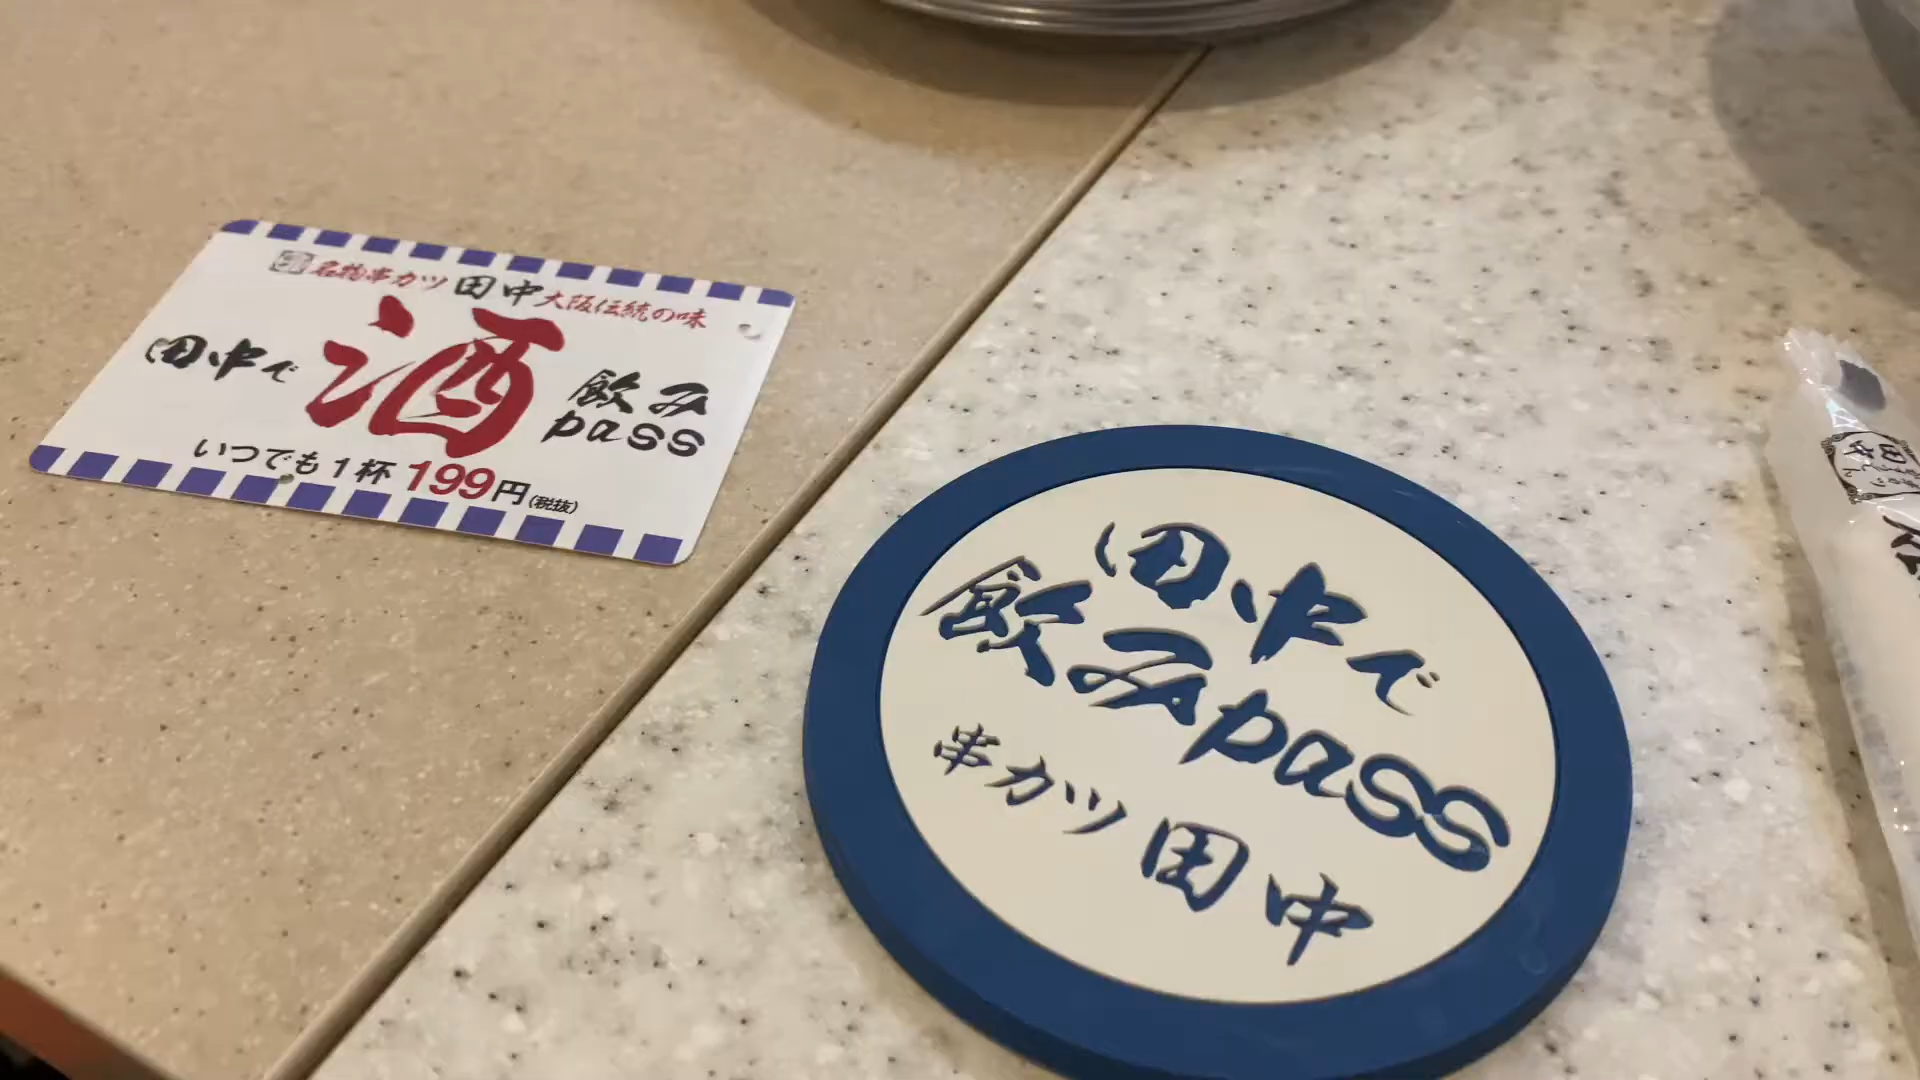 名物串カツ 田中 大阪伝統の味
田中で 酒 飲み
pass
いつでも1杯 199円(税抜)
田中で
飲みpass
串カツ 田中
田中